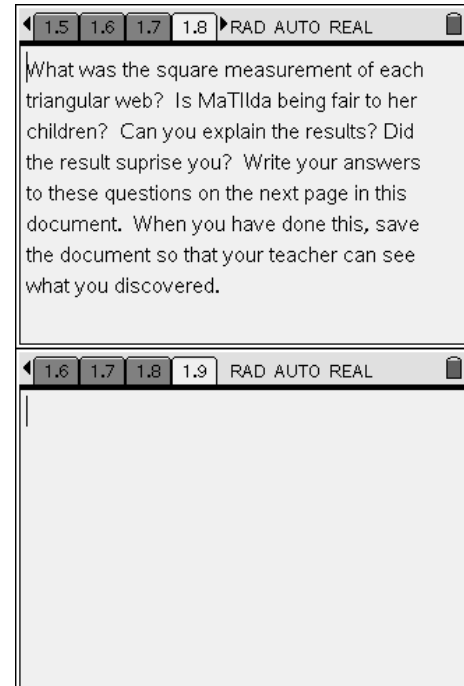 1.5 1.6 1.7 1.8 RAD AUTO REAL
What was the square measurement of each
triangular web? Is MaTIlda being fair to her
children? Can you explain the results? Did
the result suprise you? Write your answers
to these questions on the next page in this
document. When you have done this, save
the document so that your teacher can see
what you discovered.
1.6 1.7 1.8 1.9 RAD AUTO REAL